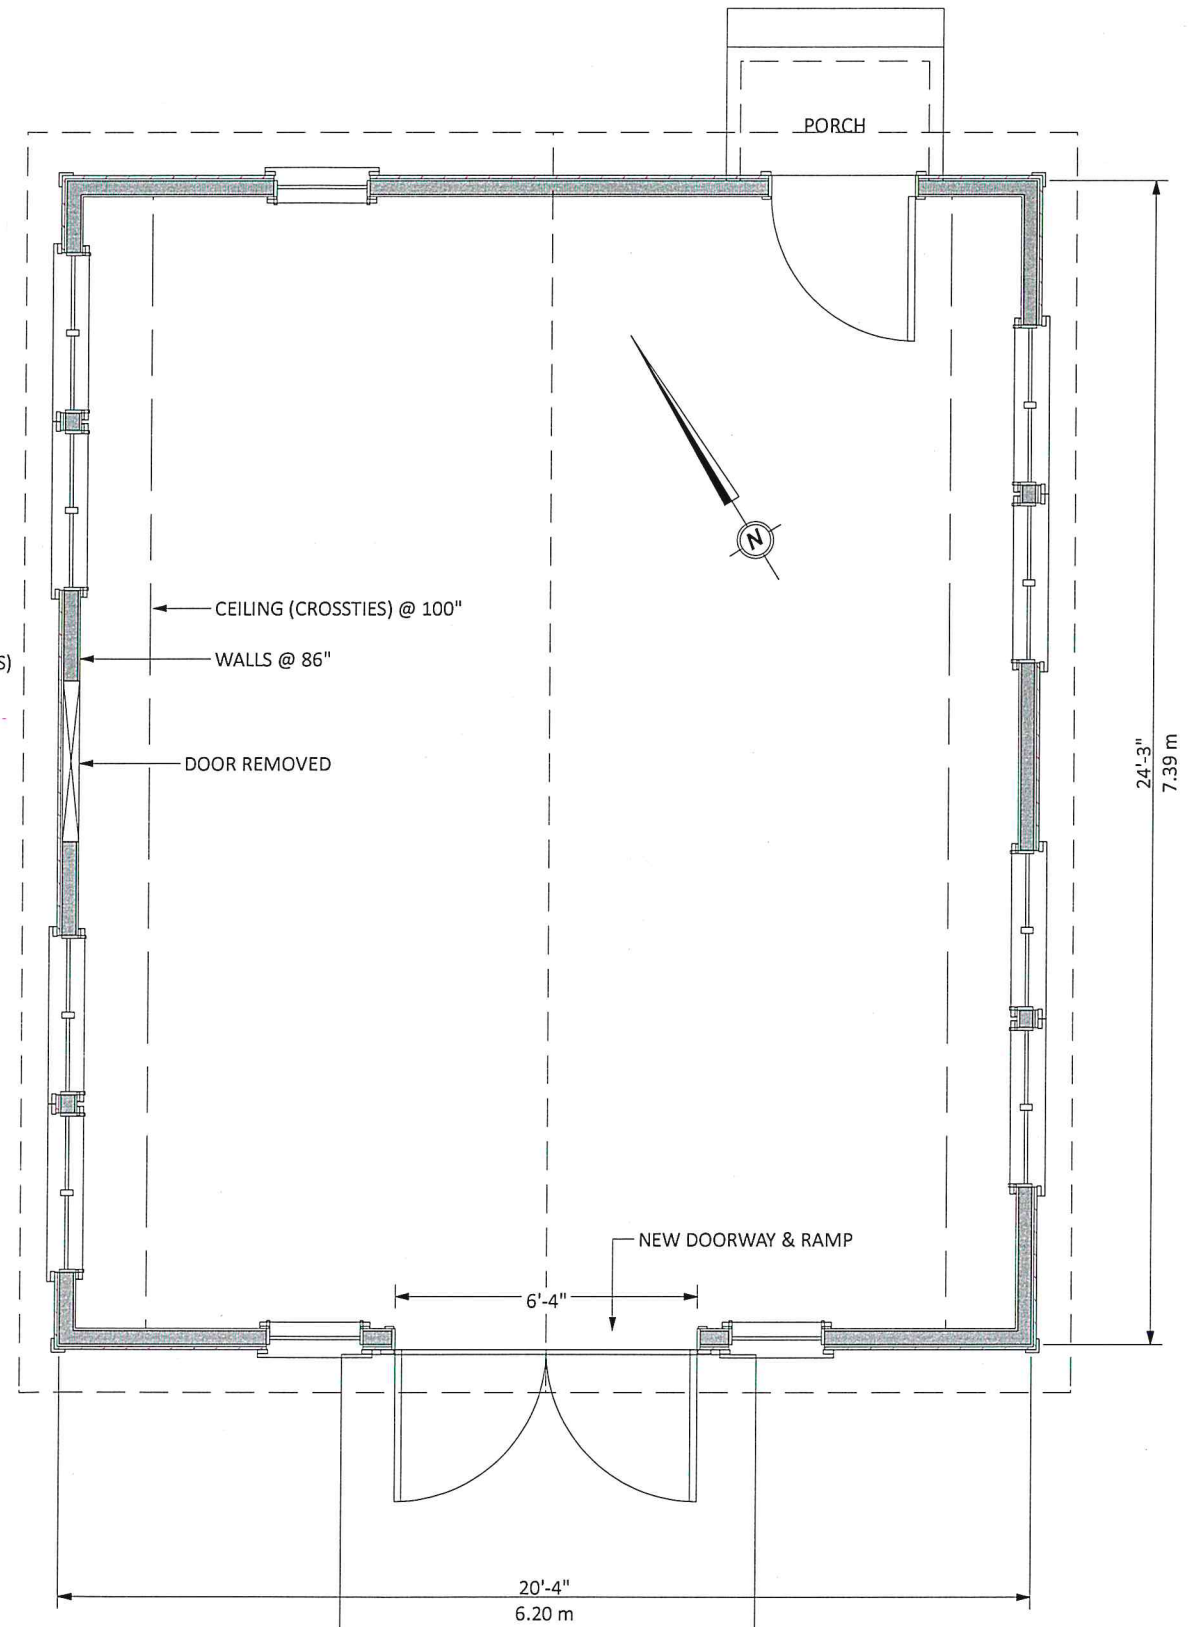 PORCH
N
CEILING (CROSSTIES) @ 100"
S)
WALLS @ 86"
DOOR REMOVED
24'-3"
7.39 m
NEW DOORWAY & RAMP
6'-4"
20'-4"
6.20 m